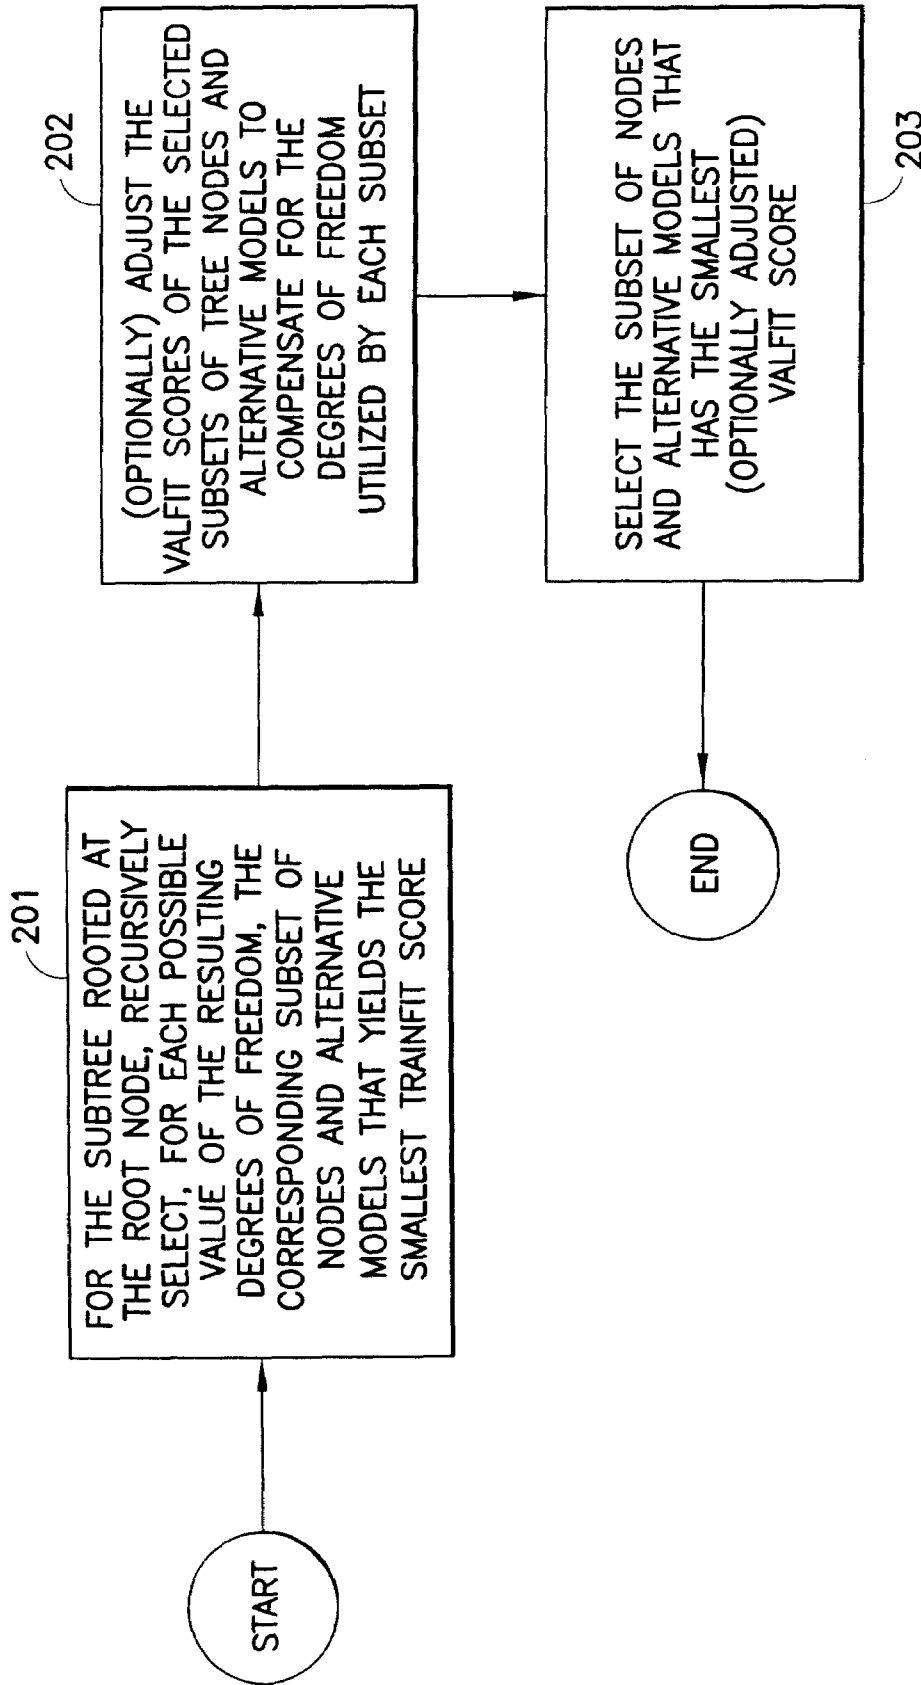 START
201
FOR THE SUBTREE ROOTED AT
THE ROOT NODE, RECURSIVELY
SELECT, FOR EACH POSSIBLE
VALUE OF THE RESULTING
DEGREES OF FREEDOM, THE
CORRESPONDING SUBSET OF
NODES AND ALTERNATIVE
MODELS THAT YIELDS THE
SMALLEST TRAINFIT SCORE
202
(OPTIONALLY) ADJUST THE
VALFIT SCORES OF THE SELECTED
SUBSETS OF TREE NODES AND
ALTERNATIVE MODELS TO
COMPENSATE FOR THE
DEGREES OF FREEDOM
UTILIZED BY EACH SUBSET
SELECT THE SUBSET OF NODES
AND ALTERNATIVE MODELS THAT
HAS THE SMALLEST
(OPTIONALLY ADJUSTED)
VALFIT SCORE
203
END